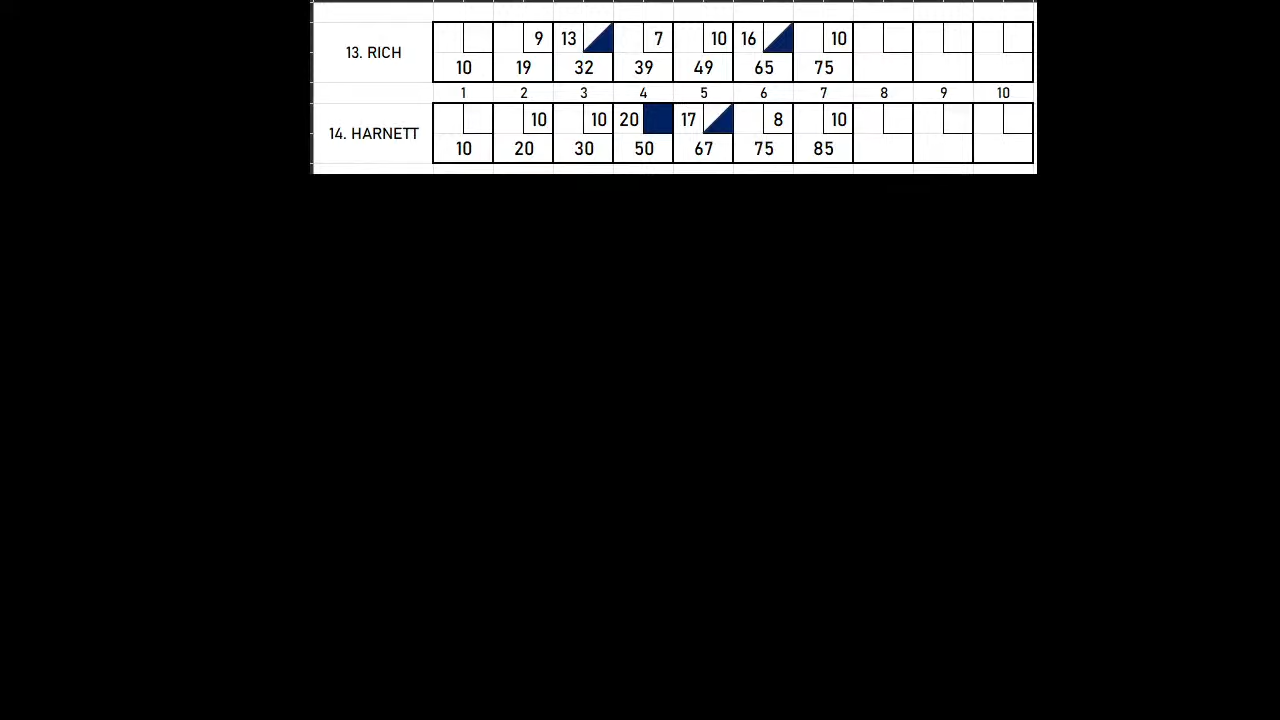 9 13 7 10 16 10
13. RICH
10 19 32 39 49 65 75
1 2 3 4 5 6 7 8 9 10
10 10 20 17 8 10
14. HARNETT
10 20 30 50 67 75 85